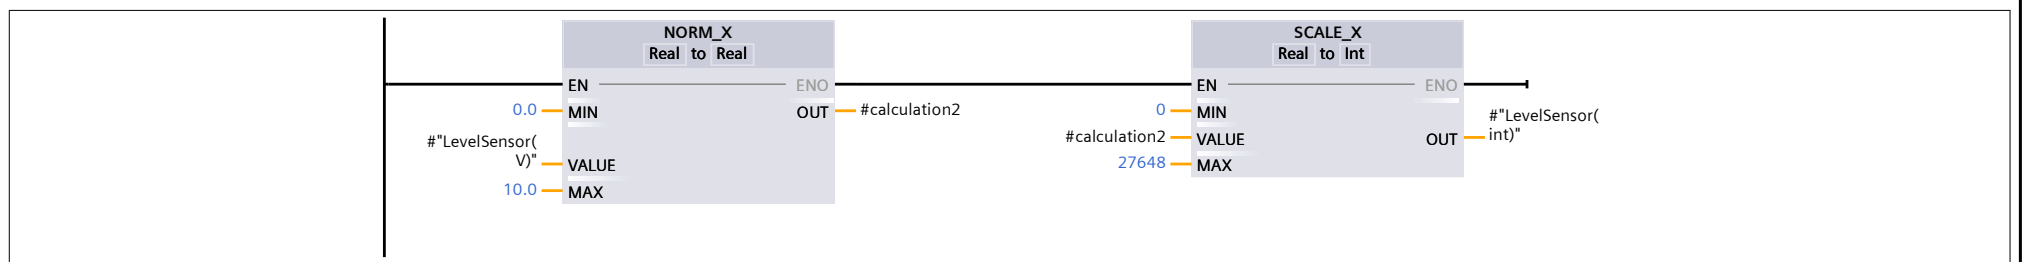 NORM_X
Real to Real
EN ENO
0.0 MIN OUT #calculation2
#"LevelSensor(
V)" VALUE
10.0 MAX
SCALE_X
Real to Int
EN ENO
0 MIN
#calculation2 VALUE OUT #"LevelSensor(
int)"
27648 MAX